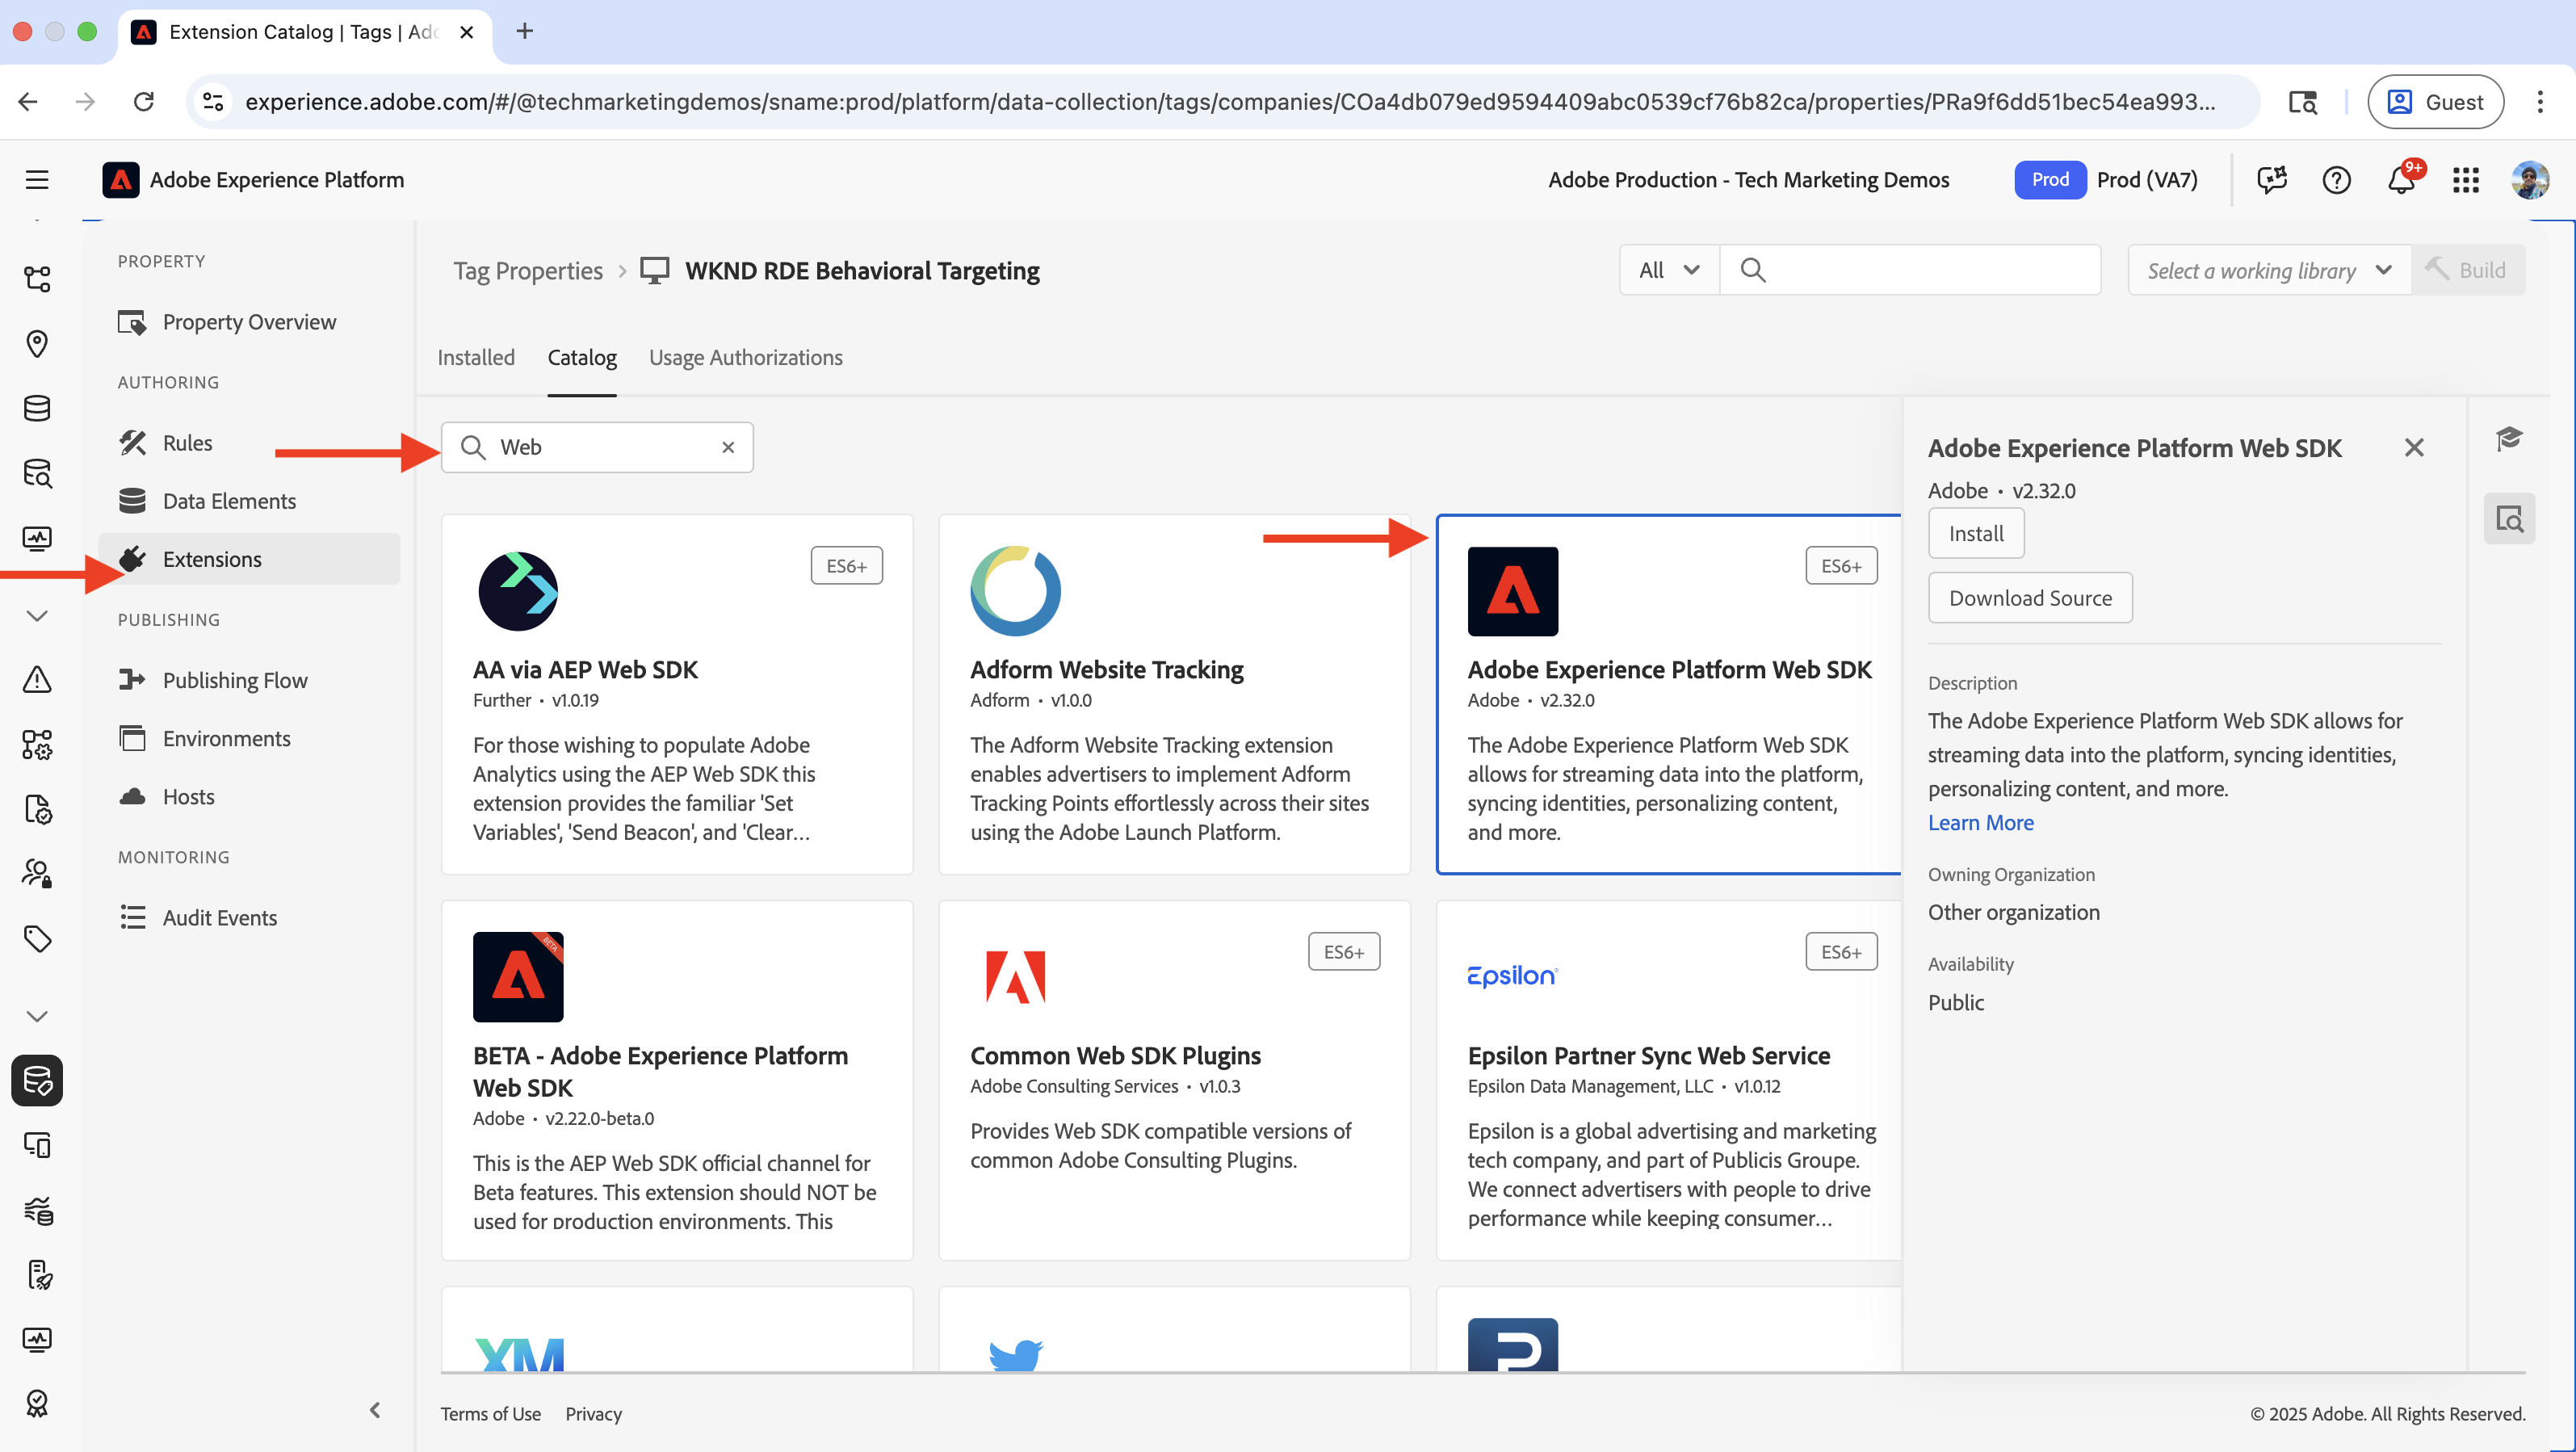 Extension Catalog | Tags | Ado
experience.adobe.com/#/@techmarketingdemos/sname:prod/platform/data-collection/tags/companies/COa4db079ed9594409abc0539cf76b82ca/properties/PRa9f6dd51bec54ea993...
Guest
Adobe Experience Platform
Adobe Production - Tech Marketing Demos
Prod
Prod (VA7)
9+
PROPERTY
Property Overview
AUTHORING
Rules
Data Elements
Extensions
PUBLISHING
Publishing Flow
Environments
Hosts
MONITORING
Audit Events
Tag Properties
WKND RDE Behavioral Targeting
All
Select a working library
Build
Installed
Catalog
Usage Authorizations
Web
ES6+
AA via AEP Web SDK
Further • v1.0.19
For those wishing to populate Adobe
Analytics using the AEP Web SDK this
extension provides the familiar 'Set
Variables', 'Send Beacon', and 'Clear...
Adform Website Tracking
Adform • v1.0.0
The Adform Website Tracking extension
enables advertisers to implement Adform
Tracking Points effortlessly across their sites
using the Adobe Launch Platform.
ES6+
Adobe Experience Platform Web SDK
Adobe • v2.32.0
The Adobe Experience Platform Web SDK
allows for streaming data into the platform,
syncing identities, personalizing content,
and more.
BETA
BETA - Adobe Experience Platform
Web SDK
Adobe • v2.22.0-beta.0
This is the AEP Web SDK official channel for
Beta features. This extension should NOT be
used for production environments. This
ES6+
Common Web SDK Plugins
Adobe Consulting Services • v1.0.3
Provides Web SDK compatible versions of
common Adobe Consulting Plugins.
Epsilon
ES6+
Epsilon Partner Sync Web Service
Epsilon Data Management, LLC • v1.0.12
Epsilon is a global advertising and marketing
tech company, and part of Publicis Groupe.
We connect advertisers with people to drive
performance while keeping consumer...
XM
Adobe Experience Platform Web SDK
Adobe • v2.32.0
Install
Download Source
Description
The Adobe Experience Platform Web SDK allows for
streaming data into the platform, syncing identities,
personalizing content, and more.
Learn More
Owning Organization
Other organization
Availability
Public
Terms of Use
Privacy
© 2025 Adobe. All Rights Reserved.